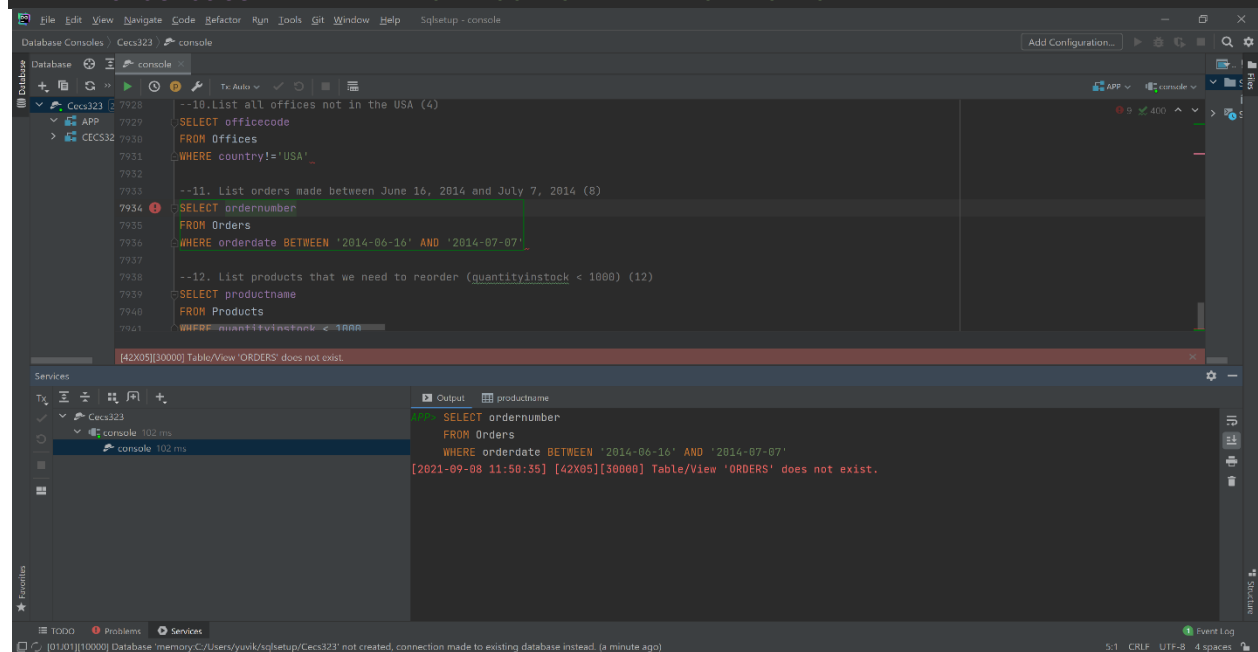 File Edit View Navigate Code Refactor Run Tools Git Window Help Sqlsetup - console
Database Consoles Cecs323 console Add Configuration...
Database console
Tx: Auto APP console
Cecs323 2 7928 --10.List all offices not in the USA (4) 9 400
APP 7929 SELECT officecode
CECS32 7930 FROM Offices
7931 WHERE country!='USA'
7932
7933 --11. List orders made between June 16, 2014 and July 7, 2014 (8)
7934 SELECT ordernumber
7935 FROM Orders
7936 WHERE orderdate BETWEEN '2014-06-16' AND '2014-07-07'
7937
7938 --12. List products that we need to reorder (quantityinstock < 1000) (12)
7939 SELECT productname
7940 FROM Products
7941 WHERE quantityinstock < 1000
[42X05][30000] Table/View 'ORDERS' does not exist.
Services
Tx Output productname
Cecs323
console 102 ms
console 102 ms
APP> SELECT ordernumber
FROM Orders
WHERE orderdate BETWEEN '2014-06-16' AND '2014-07-07'
[2021-09-08 11:50:35] [42X05][30000] Table/View 'ORDERS' does not exist.
Database
Files
Favorites
Structure
TODO Problems Services 1 Event Log
[01J01][10000] Database 'memory:C:/Users/yuvik/sqlsetup/Cecs323' not created, connection made to existing database instead. (a minute ago) 5:1 CRLF UTF-8 4 spaces